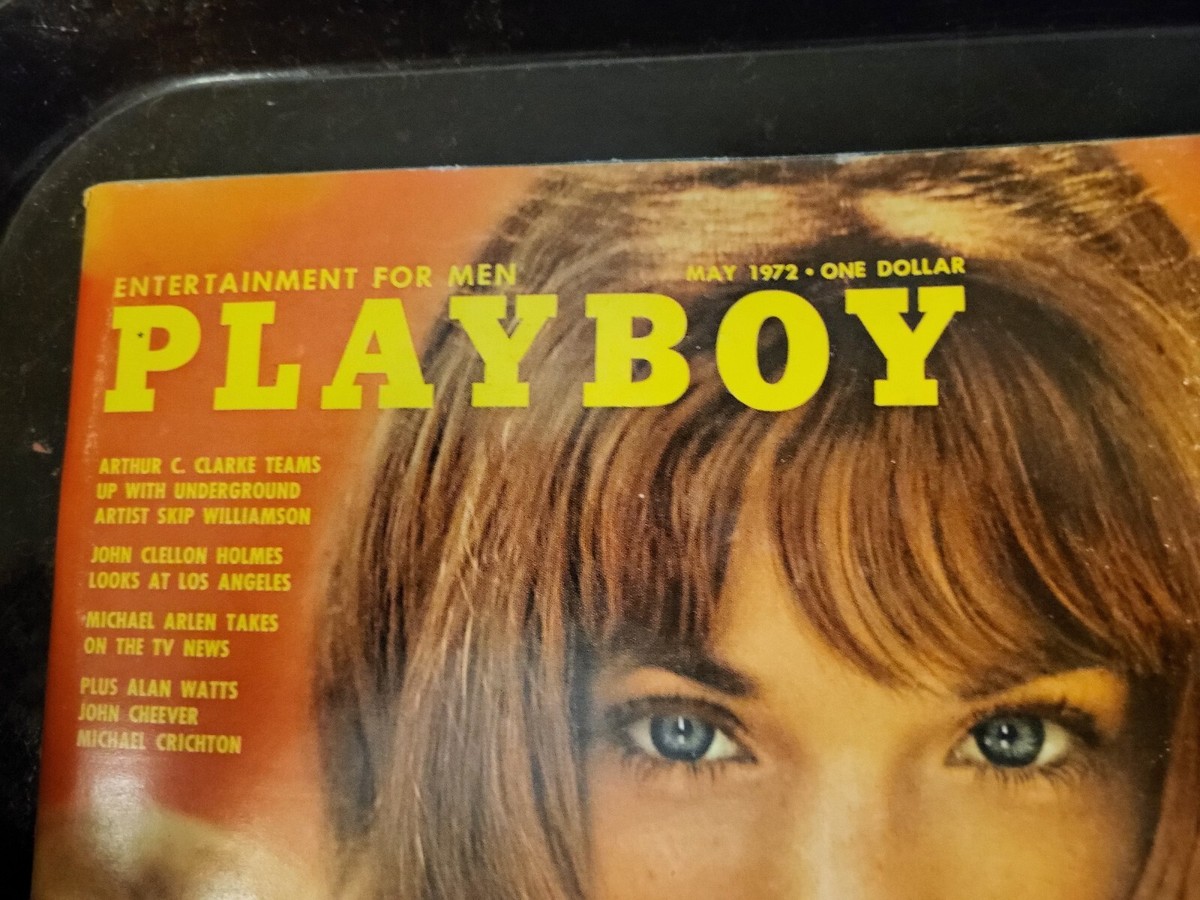 ENTERTAINMENT FOR MEN
MAY 1972 • ONE DOLLAR
PLAYBOY
ARTHUR C. CLARKE TEAMS
UP WITH UNDERGROUND
ARTIST SKIP WILLIAMSON
JOHN CLELLON HOLMES
LOOKS AT LOS ANGELES
MICHAEL ARLEN TAKES
ON THE TV NEWS
PLUS ALAN WATTS
JOHN CHEEVER
MICHAEL CRICHTON